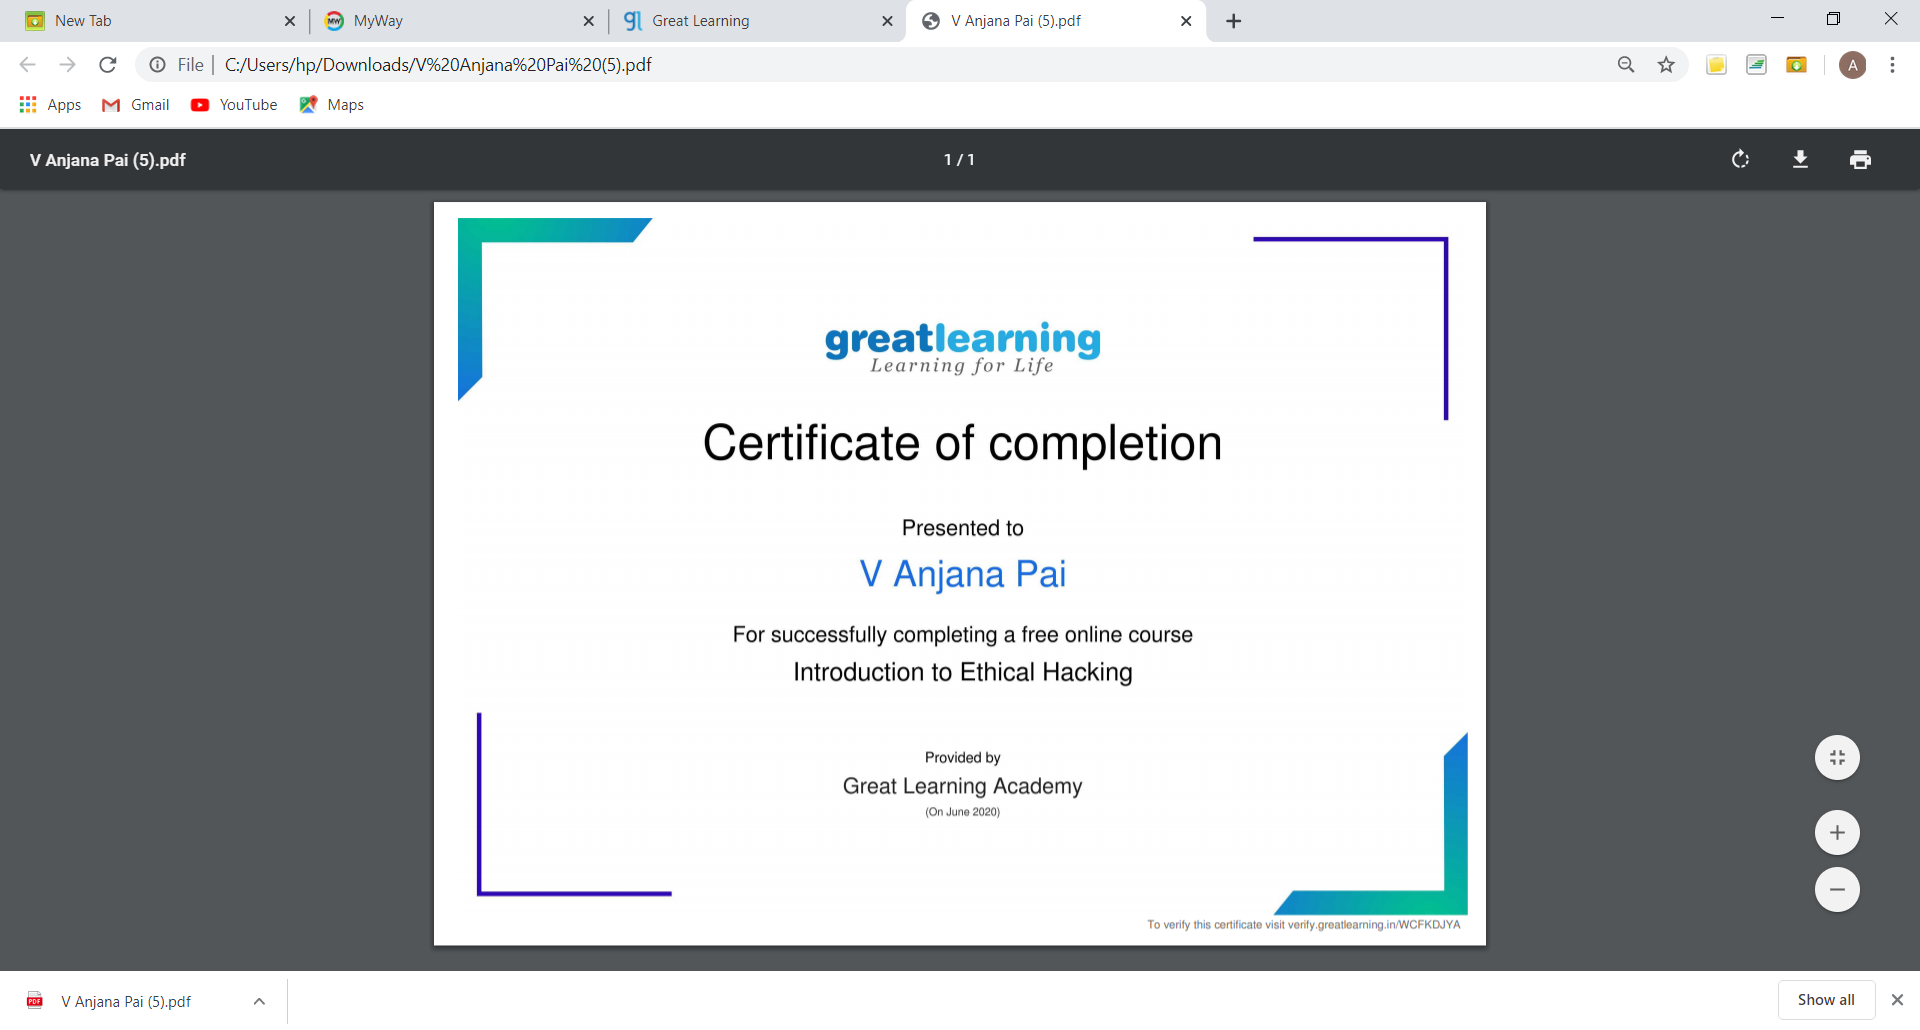 New Tab
MyWay
Great Learning
V Anjana Pai (5).pdf
File
C:/Users/hp/Downloads/V%20Anjana%20Pai%20(5).pdf
A
Apps
Gmail
YouTube
Maps
V Anjana Pai (5).pdf
1 / 1
greatlearning
Learning for Life
Certificate of completion
Presented to
V Anjana Pai
For successfully completing a free online course
Introduction to Ethical Hacking
Provided by
Great Learning Academy
(On June 2020)
To verify this certificate visit verify.greatlearning.in/WCFKDJYA
PDF
V Anjana Pai (5).pdf
Show all